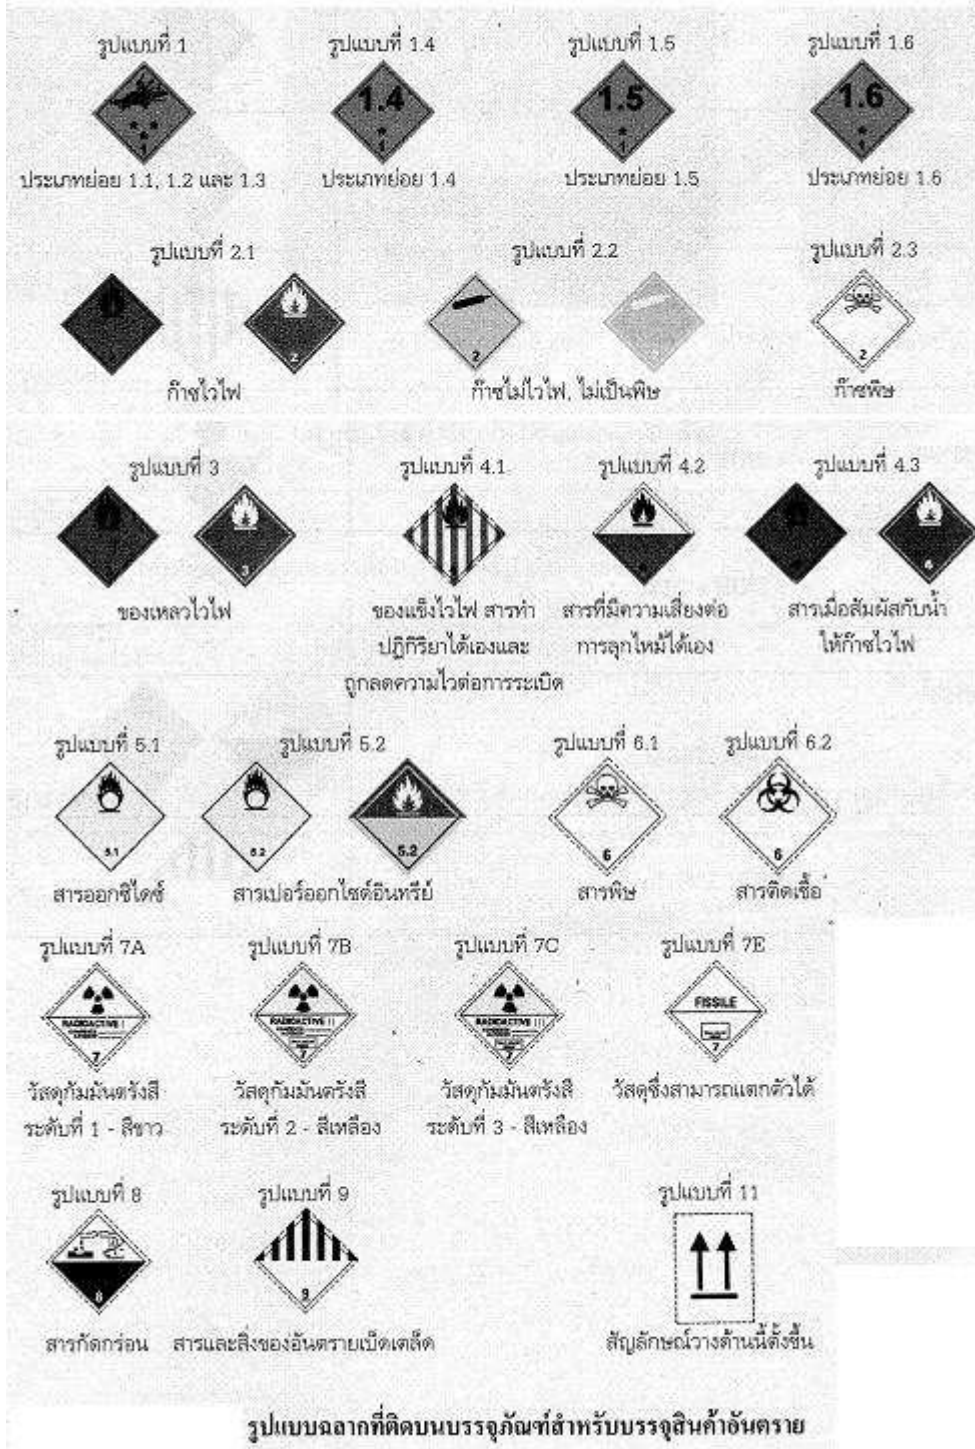 รูปแบบที่ 1 รูปแบบที่ 1.4 รูปแบบที่ 1.5 รูปแบบที่ 1.6
1.4 1.5 1.6
1 1 1 1
ประเภทย่อย 1.1, 1.2 และ 1.3 ประเภทย่อย 1.4 ประเภทย่อย 1.5 ประเภทย่อย 1.6
รูปแบบที่ 2.1 รูปแบบที่ 2.2 รูปแบบที่ 2.3
2 2 2
ก๊าซไวไฟ ก๊าซไม่ไวไฟ, ไม่เป็นพิษ ก๊าซพิษ
รูปแบบที่ 3 รูปแบบที่ 4.1 รูปแบบที่ 4.2 รูปแบบที่ 4.3
3 4
ของเหลวไวไฟ ของแข็งไวไฟ สารทำ สารที่มีความเสี่ยงต่อ สารเมื่อสัมผัสกับน้ำ
ปฏิกิริยาได้เองและ การลุกไหม้ได้เอง ให้ก๊าซไวไฟ
ถูกลดความไวต่อการระเบิด
รูปแบบที่ 5.1 รูปแบบที่ 5.2 รูปแบบที่ 6.1 รูปแบบที่ 6.2
5.1 5.2 5.2 6 6
สารออกซิไดซ์ สารเปอร์ออกไซด์อินทรีย์ สารพิษ สารติดเชื้อ
รูปแบบที่ 7A รูปแบบที่ 7B รูปแบบที่ 7C รูปแบบที่ 7E
RADIOACTIVE I RADIOACTIVE II RADIOACTIVE III FISSILE
7 7 7 7
วัสดุกัมมันตรังสี วัสดุกัมมันตรังสี วัสดุกัมมันตรังสี วัสดุซึ่งสามารถแตกตัวได้
ระดับที่ 1 - สีขาว ระดับที่ 2 - สีเหลือง ระดับที่ 3 - สีเหลือง
รูปแบบที่ 8 รูปแบบที่ 9 รูปแบบที่ 11
8 9
สารกัดกร่อน สารและสิ่งของอันตรายเบ็ดเตล็ด สัญลักษณ์วางด้านนี้ตั้งขึ้น
รูปแบบฉลากที่ติดบนบรรจุภัณฑ์สำหรับบรรจุสินค้าอันตราย